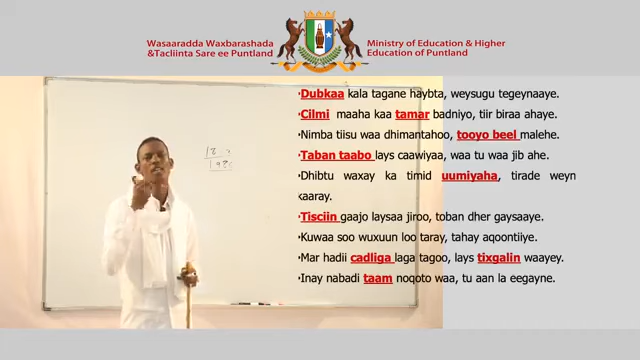 Wasaaradda Waxbarashada
&Tacliinta Sare ee Puntland
Ministry of Education & Higher
Education of Puntland
·Dubkaa kala tagane haybta, weysugu tegeynaaye.
·Cilmi maaha kaa tamar badniyo, tiir biraa ahaye.
·Nimba tiisu waa dhimantahoo, tooyo beel malehe.
·Taban taabo lays caawiyaa, waa tu waa jib ahe.
·Dhibtu waxay ka timid uumiyaha, tirade weyn
kaaray.
·Tisciin gaajo laysaa jiroo, toban dher gaysaaye.
·Kuwaa soo wuxuun loo taray, tahay aqoontiiye.
·Mar hadii cadliga laga tagoo, lays tixgalin waayey.
·Inay nabadi taam noqoto waa, tu aan la eegayne.